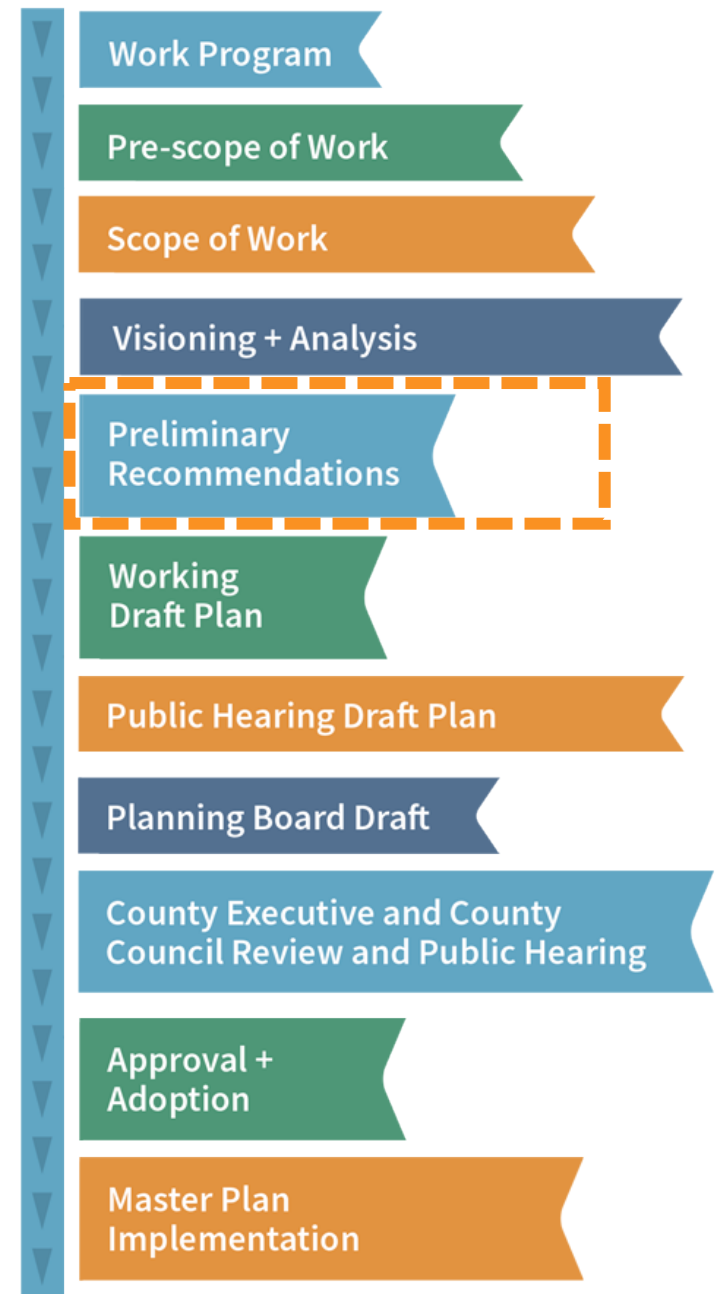 Work Program
Pre-scope of Work
Scope of Work
Visioning + Analysis
Preliminary
Recommendations
Working
Draft Plan
Public Hearing Draft Plan
Planning Board Draft
County Executive and County
Council Review and Public Hearing
Approval +
Adoption
Master Plan
Implementation